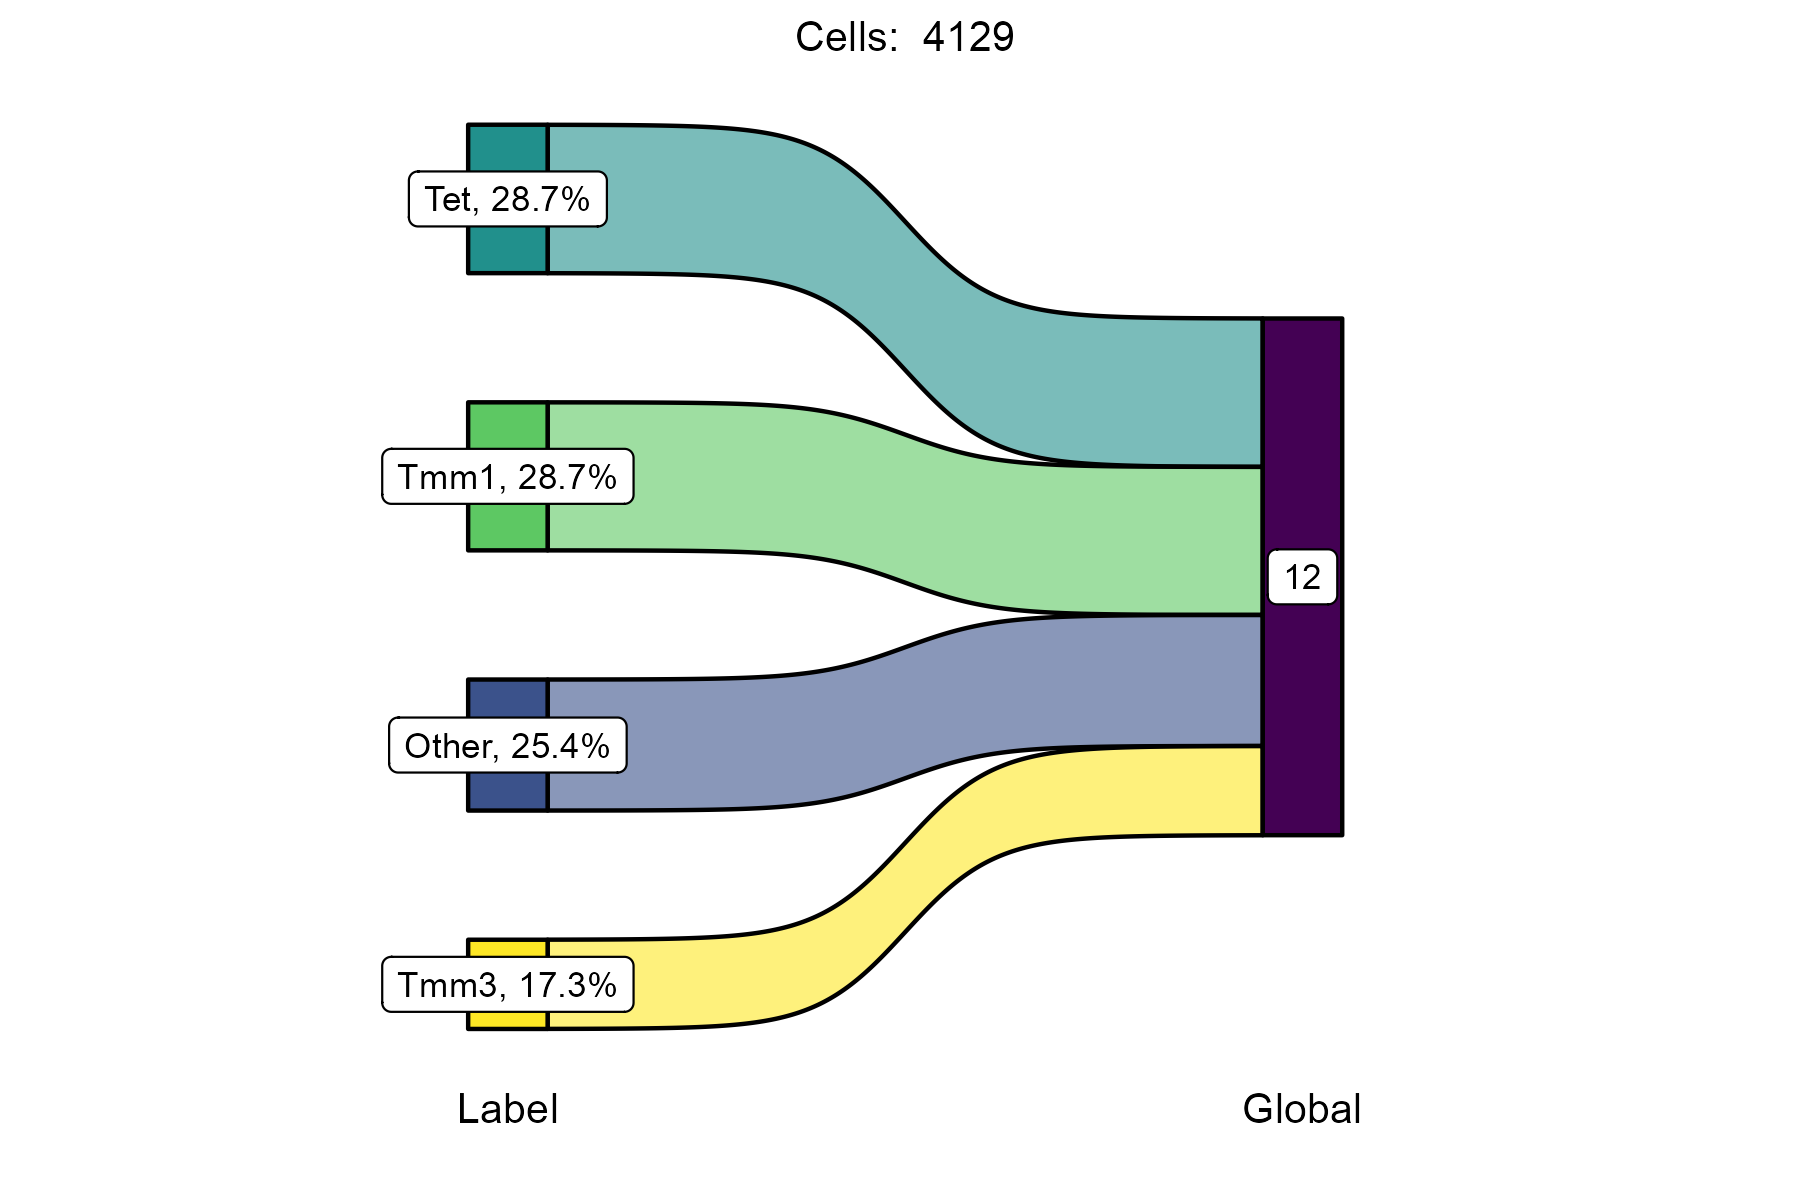 Cells:  4129
Tet, 28.7%
Tmm1, 28.7%
12
Other, 25.4%
Tmm3, 17.3%
Label
Global